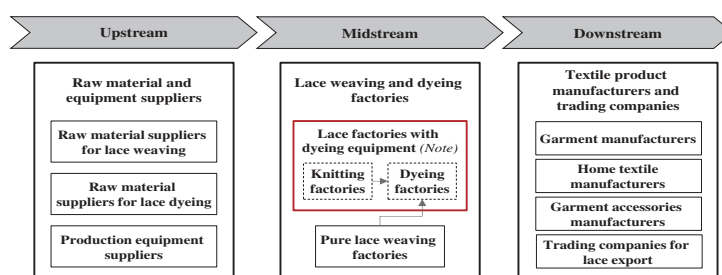 Upstream
Midstream
Downstream
Raw material and
equipment suppliers
Raw material suppliers
for lace weaving
Raw material
suppliers for lace dyeing
Production equipment
suppliers
Lace weaving and dyeing
factories
Lace factories with
dyeing equipment (Note)
Knitting
factories
Dyeing
factories
Pure lace weaving
factories
Textile product
manufacturers and
trading companies
Garment manufacturers
Home textile
manufacturers
Garment accessories
manufacturers
Trading companies for
lace export